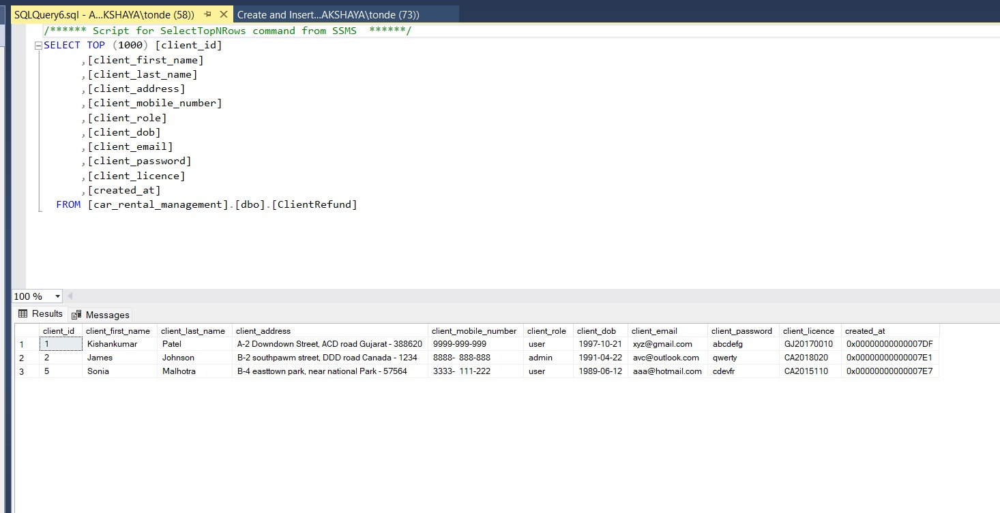 SQLQuery6.sql - A...KSHAYA\tonde (58)) Create and Insert...AKSHAYA\tonde (73))
/****** Script for SelectTopNRows command from SSMS  ******/
SELECT TOP (1000) [client_id]
,[client_first_name]
,[client_last_name]
,[client_address]
,[client_mobile_number]
,[client_role]
,[client_dob]
,[client_email]
,[client_password]
,[client_licence]
,[created_at]
FROM [car_rental_management].[dbo].[ClientRefund]
100 %
Results Messages
client_id client_first_name client_last_name client_address client_mobile_number client_role client_dob client_email client_password client_licence created_at
1 1 Kishankumar Patel A-2 Downdown Street, ACD road Gujarat - 388620 9999-999-999 user 1997-10-21 xyz@gmail.com abcdefg GJ20170010 0x00000000000007DF
2 2 James Johnson B-2 southpawm street, DDD road Canada - 1234 8888- 888-888 admin 1991-04-22 avc@outlook.com qwerty CA2018020 0x00000000000007E1
3 5 Sonia Malhotra B-4 easttown park, near national Park - 57564 3333- 111-222 user 1989-06-12 aaa@hotmail.com cdevfr CA2015110 0x00000000000007E7